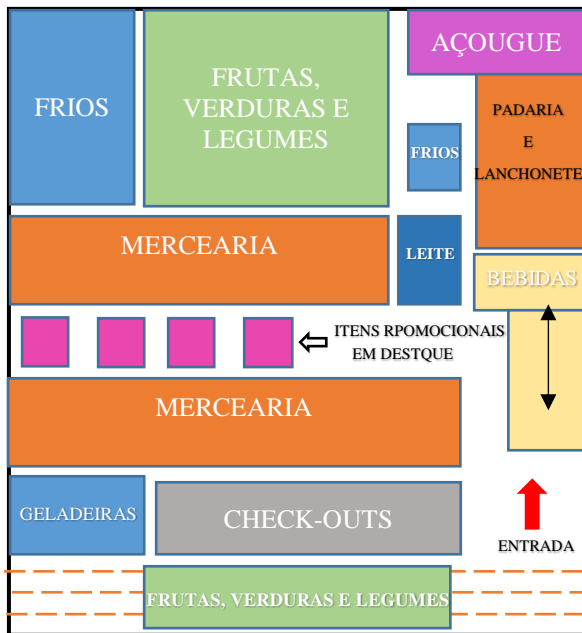 AÇOUGUE
FRIOS
FRUTAS,
VERDURAS E
LEGUMES
PADARIA
E
LANCHONETE
FRIOS
MERCEARIA
LEITE
BEBIDAS
ITENS RPOMOCIONAIS
EM DESTQUE
MERCEARIA
GELADEIRAS
CHECK-OUTS
ENTRADA
FRUTAS, VERDURAS E LEGUMES